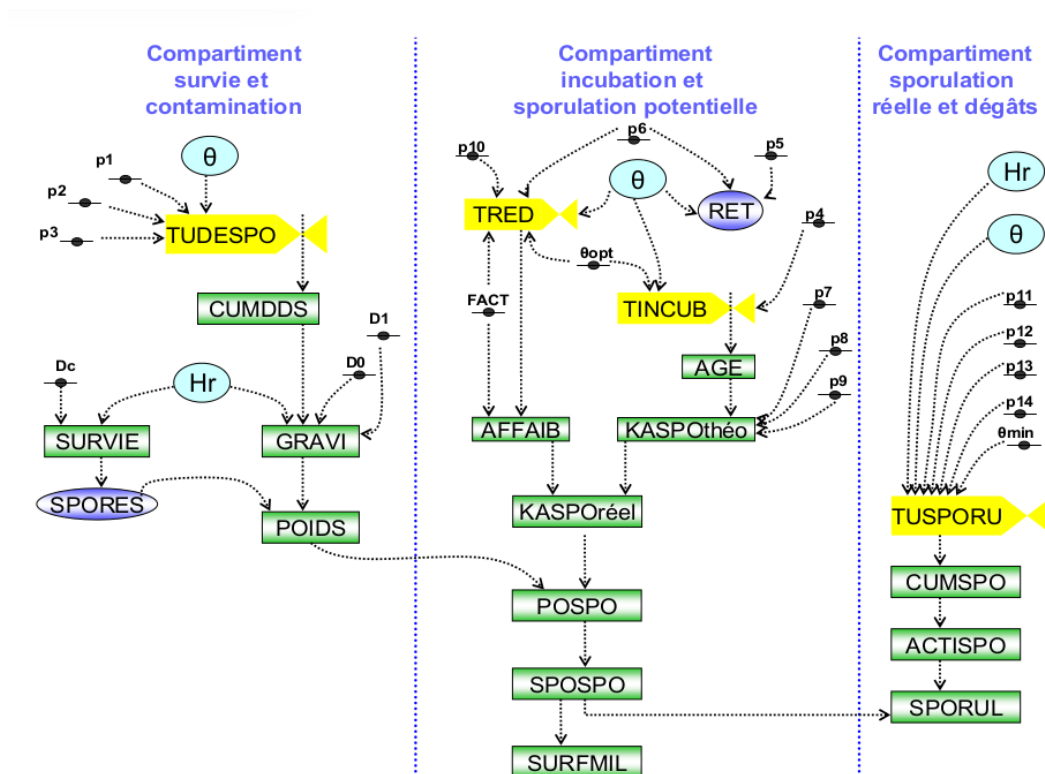 Compartiment
survie et
contamination
Compartiment
incubation et
sporulation potentielle
Compartiment
sporulation
réelle et dégâts
p1
p2
p3
θ
TUDESPO
CUMDDS
D1
D0
Dc
Hr
SURVIE
GRAVI
SPORES
POIDS
p10
p6
p5
θ
TRED
RET
p4
θopt
FACT
TINCUB
p7
AGE
p8
p9
AFFAIB
KASPOthéo
KASPOréel
POSPO
SPOSPO
SURFMIL
Hr
θ
p11
p12
p13
p14
θmin
TUSPORU
CUMSPO
ACTISPO
SPORUL